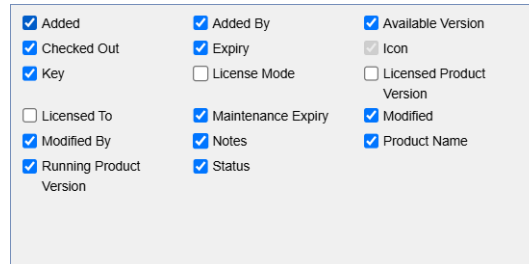 Added
Added By
Available Version
Checked Out
Expiry
Icon
Key
License Mode
Licensed Product
Version
Licensed To
Maintenance Expiry
Modified
Modified By
Notes
Product Name
Running Product
Version
Status